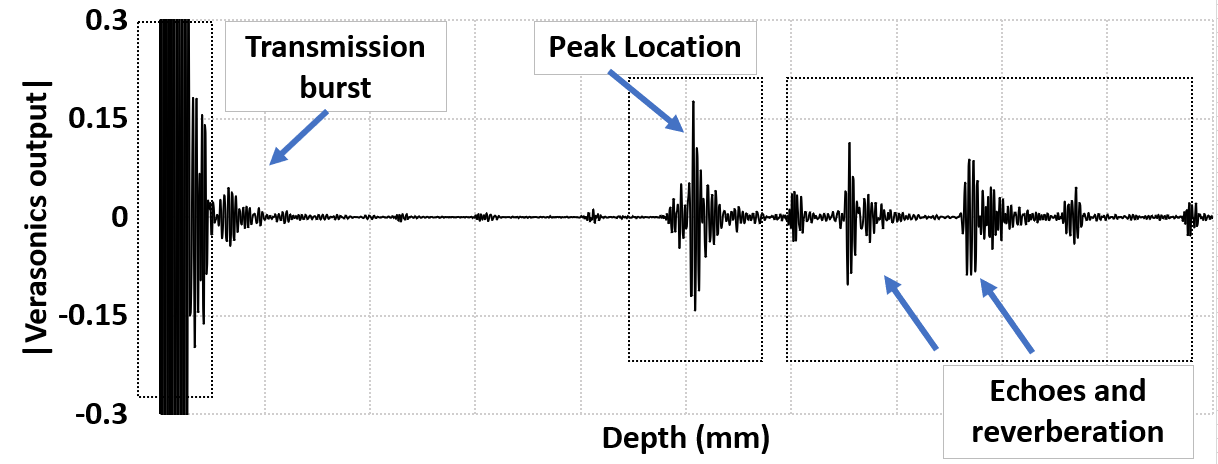 0.3
0.15
0
-0.15
-0.3
|Verasonics output|
Transmission
burst
Peak Location
Echoes and
reverberation
Depth (mm)